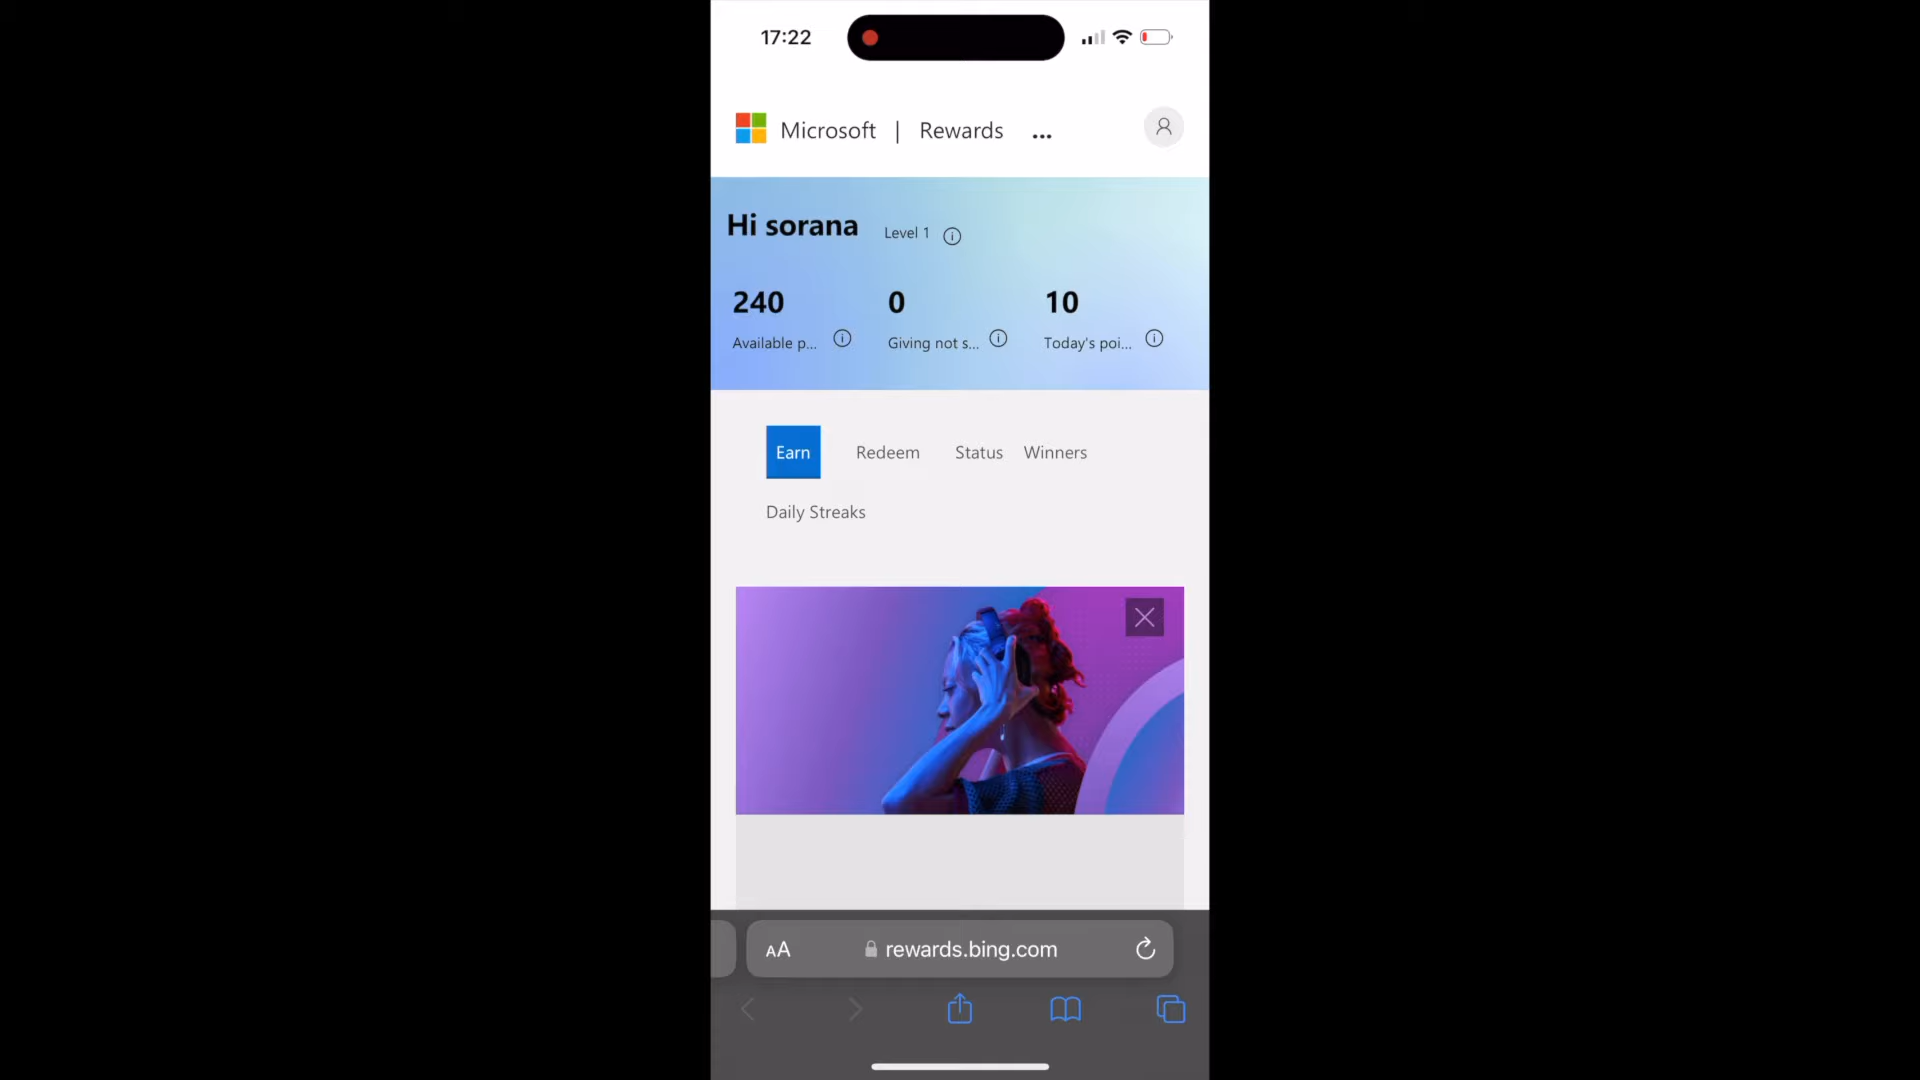 17:22
Microsoft | Rewards ...
Hi sorana Level 1
240 0 10
Available p... Giving not s... Today's poi...
Earn Redeem Status Winners
Daily Streaks
AA rewards.bing.com